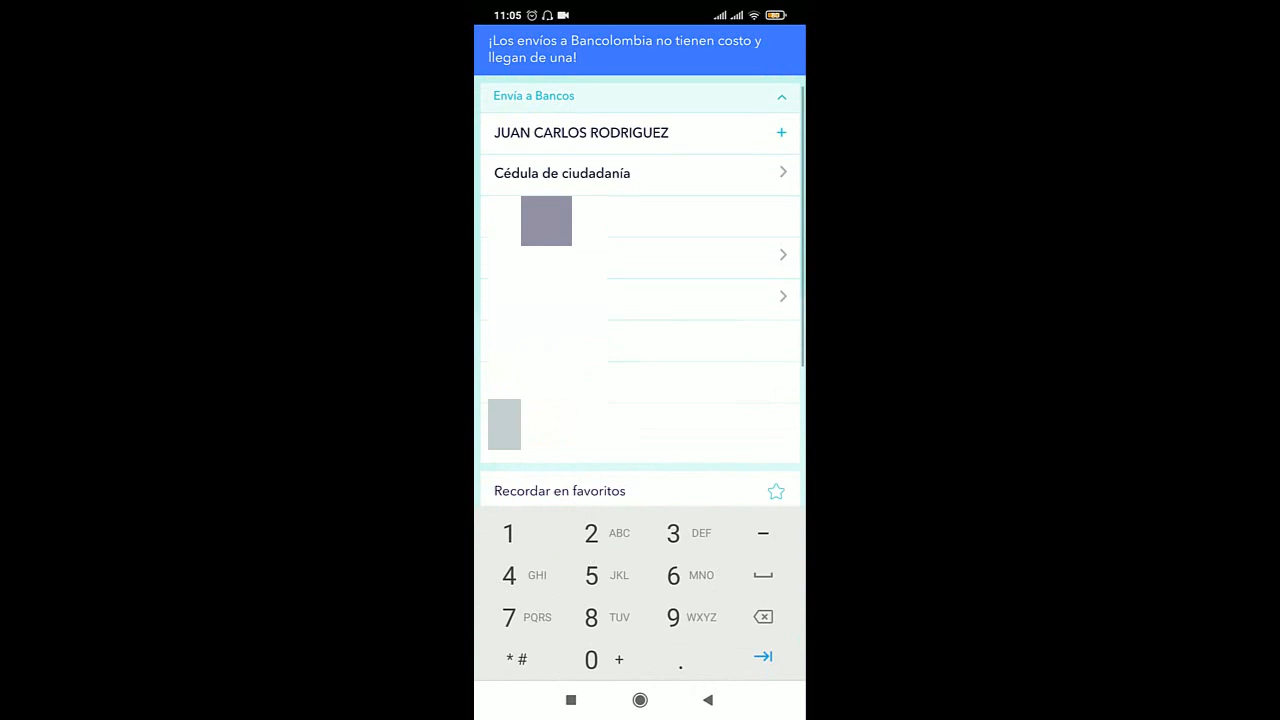 11:05
¡Los envíos a Bancolombia no tienen costo y
llegan de una!
Envía a Bancos
JUAN CARLOS RODRIGUEZ +
Cédula de ciudadanía
Recordar en favoritos
1 2 ABC 3 DEF –
4 GHI 5 JKL 6 MNO
7 PQRS 8 TUV 9 WXYZ
* # 0 + .